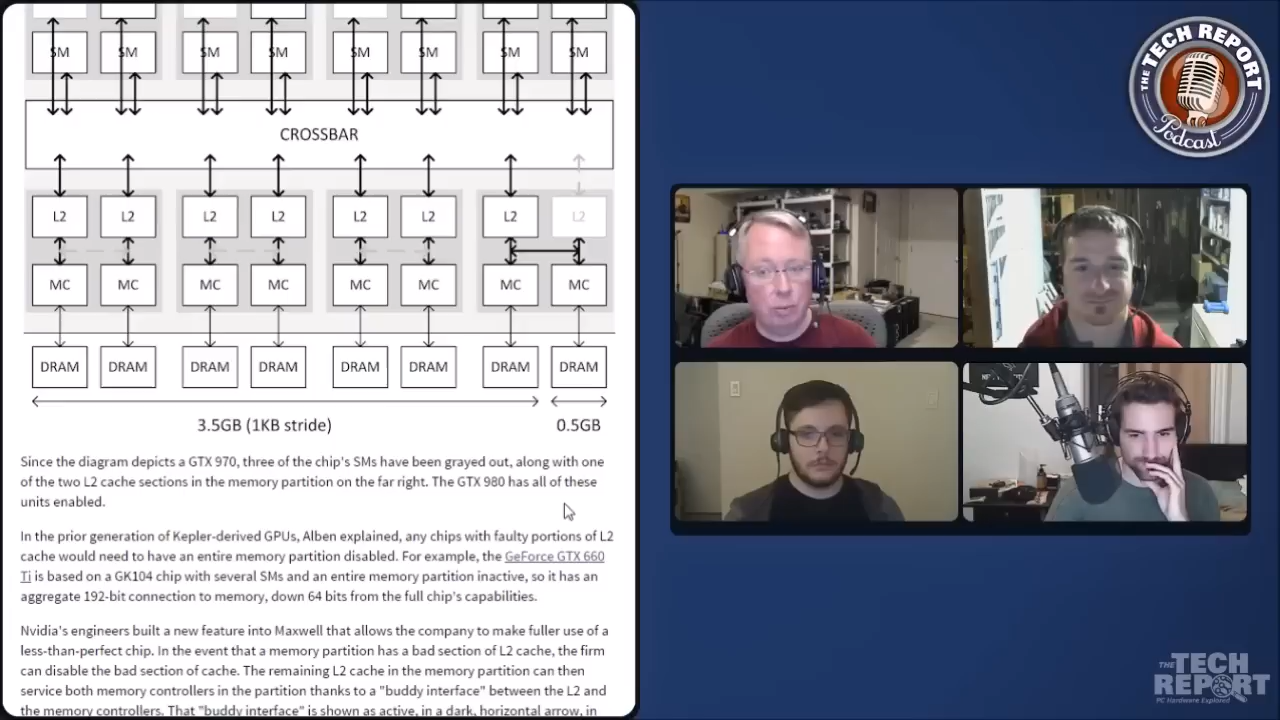 SM SM SM SM SM SM SM SM
CROSSBAR
L2 L2 L2 L2 L2 L2 L2 L2
MC MC MC MC MC MC MC MC
DRAM DRAM DRAM DRAM DRAM DRAM DRAM DRAM
3.5GB (1KB stride) 0.5GB
Since the diagram depicts a GTX 970, three of the chip's SMs have been grayed out, along with one
of the two L2 cache sections in the memory partition on the far right. The GTX 980 has all of these
units enabled.
In the prior generation of Kepler-derived GPUs, Alben explained, any chips with faulty portions of L2
cache would need to have an entire memory partition disabled. For example, the GeForce GTX 660
Ti is based on a GK104 chip with several SMs and an entire memory partition inactive, so it has an
aggregate 192-bit connection to memory, down 64 bits from the full chip's capabilities.
Nvidia's engineers built a new feature into Maxwell that allows the company to make fuller use of a
less-than-perfect chip. In the event that a memory partition has a bad section of L2 cache, the firm
can disable the bad section of cache. The remaining L2 cache in the memory partition can then
service both memory controllers in the partition thanks to a "buddy interface" between the L2 and
the memory controllers. That "buddy interface" is shown as active, in a dark, horizontal arrow, in
THE TECH REPORT
Podcast
THE TECH
REPORT
PC Hardware Explored